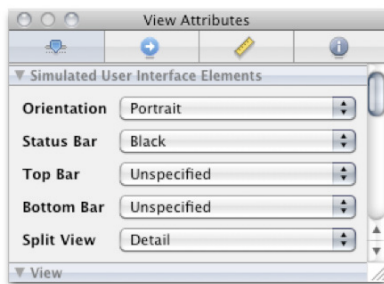 View Attributes
Simulated User Interface Elements
Orientation Portrait
Status Bar Black
Top Bar Unspecified
Bottom Bar Unspecified
Split View Detail
View